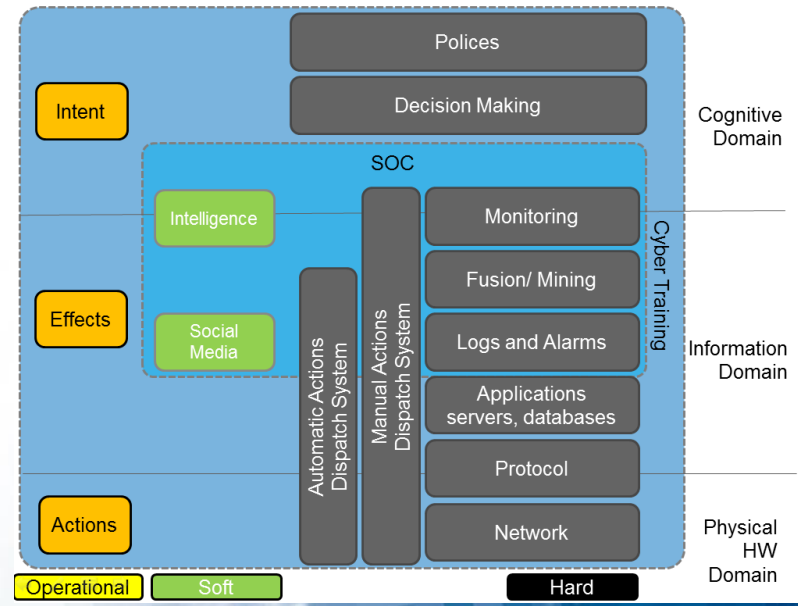 Polices
Decision Making
Intent
Cognitive
Domain
SOC
Intelligence
Monitoring
Cyber Training
Fusion/ Mining
Effects
Social
Media
Logs and Alarms
Information
Domain
Automatic Actions
Dispatch System
Manual Actions
Dispatch System
Applications
servers, databases
Protocol
Actions
Network
Physical
HW
Domain
Operational
Soft
Hard